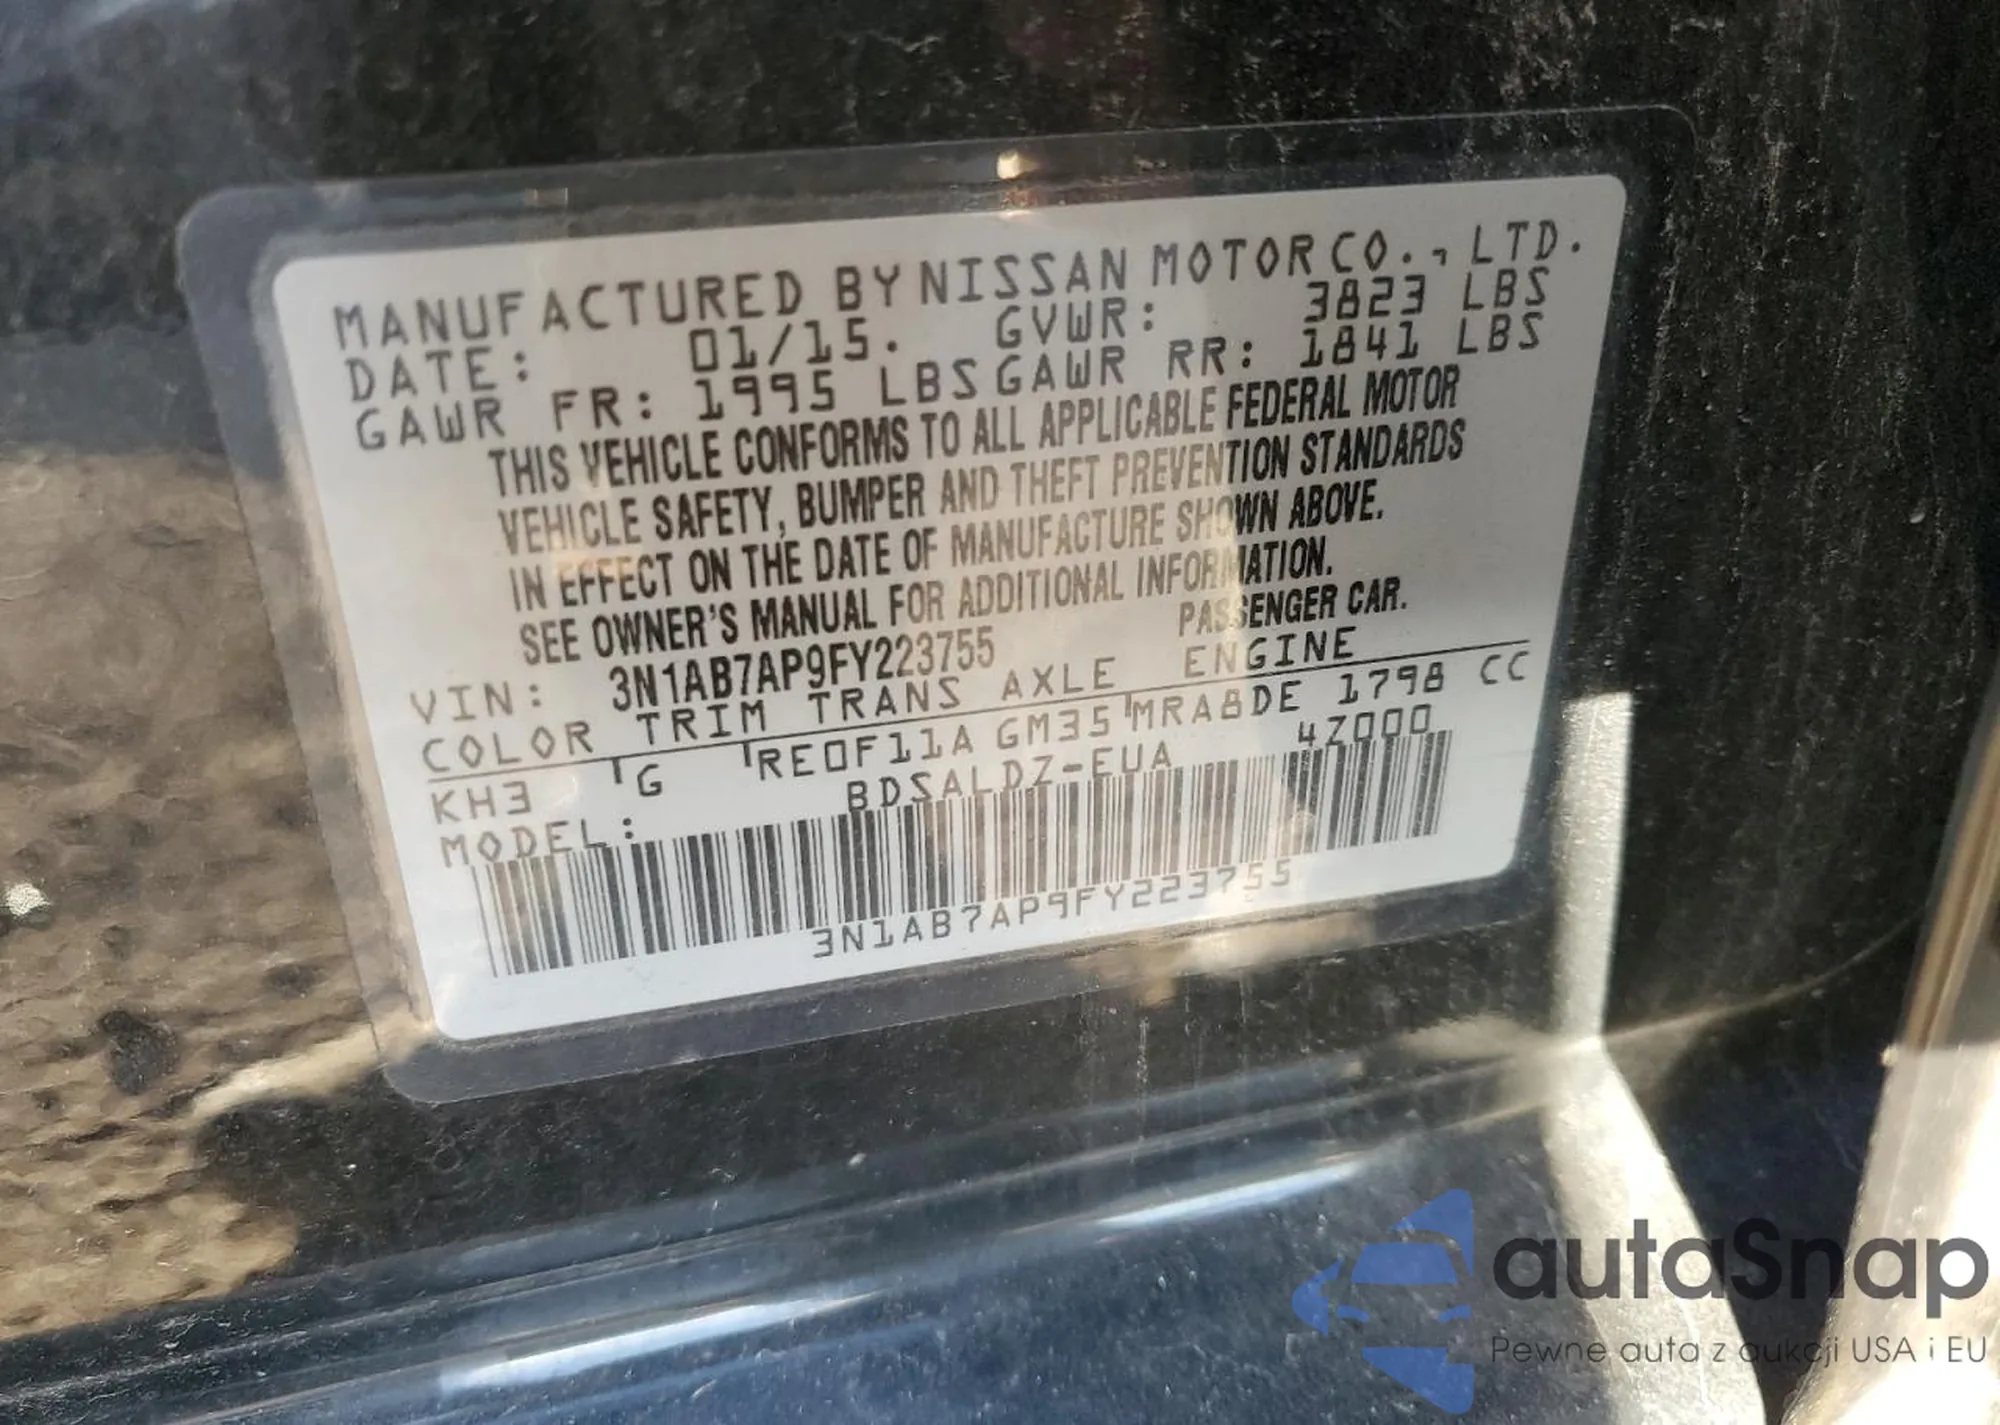 MANUFACTURED BY NISSAN MOTOR CO., LTD.
DATE: 01/15. GVWR: 3823 LBS
GAWR FR: 1995 LBS GAWR RR: 1841 LBS
THIS VEHICLE CONFORMS TO ALL APPLICABLE FEDERAL MOTOR
VEHICLE SAFETY, BUMPER AND THEFT PREVENTION STANDARDS
IN EFFECT ON THE DATE OF MANUFACTURE SHOWN ABOVE.
SEE OWNER'S MANUAL FOR ADDITIONAL INFORMATION.
VIN: 3N1AB7AP9FY223755 PASSENGER CAR.
COLOR TRIM TRANS AXLE ENGINE
KH3 G RE0F11A GM35 MRA8DE 1798 CC
MODEL: BDSALDZ-EUA 4Z000
3N1AB7AP9FY223755
autaSnap
Pewne auta z aukcji USA i EU